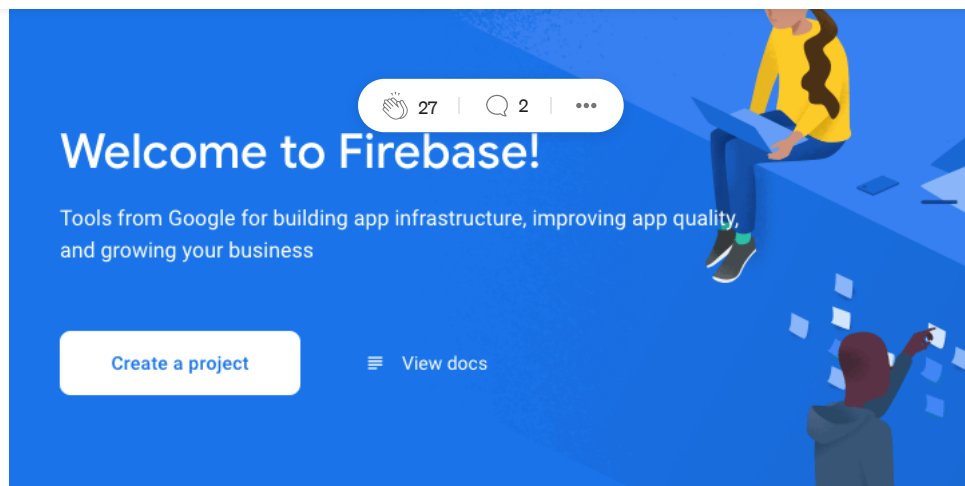 27 2
Welcome to Firebase!
Tools from Google for building app infrastructure, improving app quality,
and growing your business
Create a project View docs